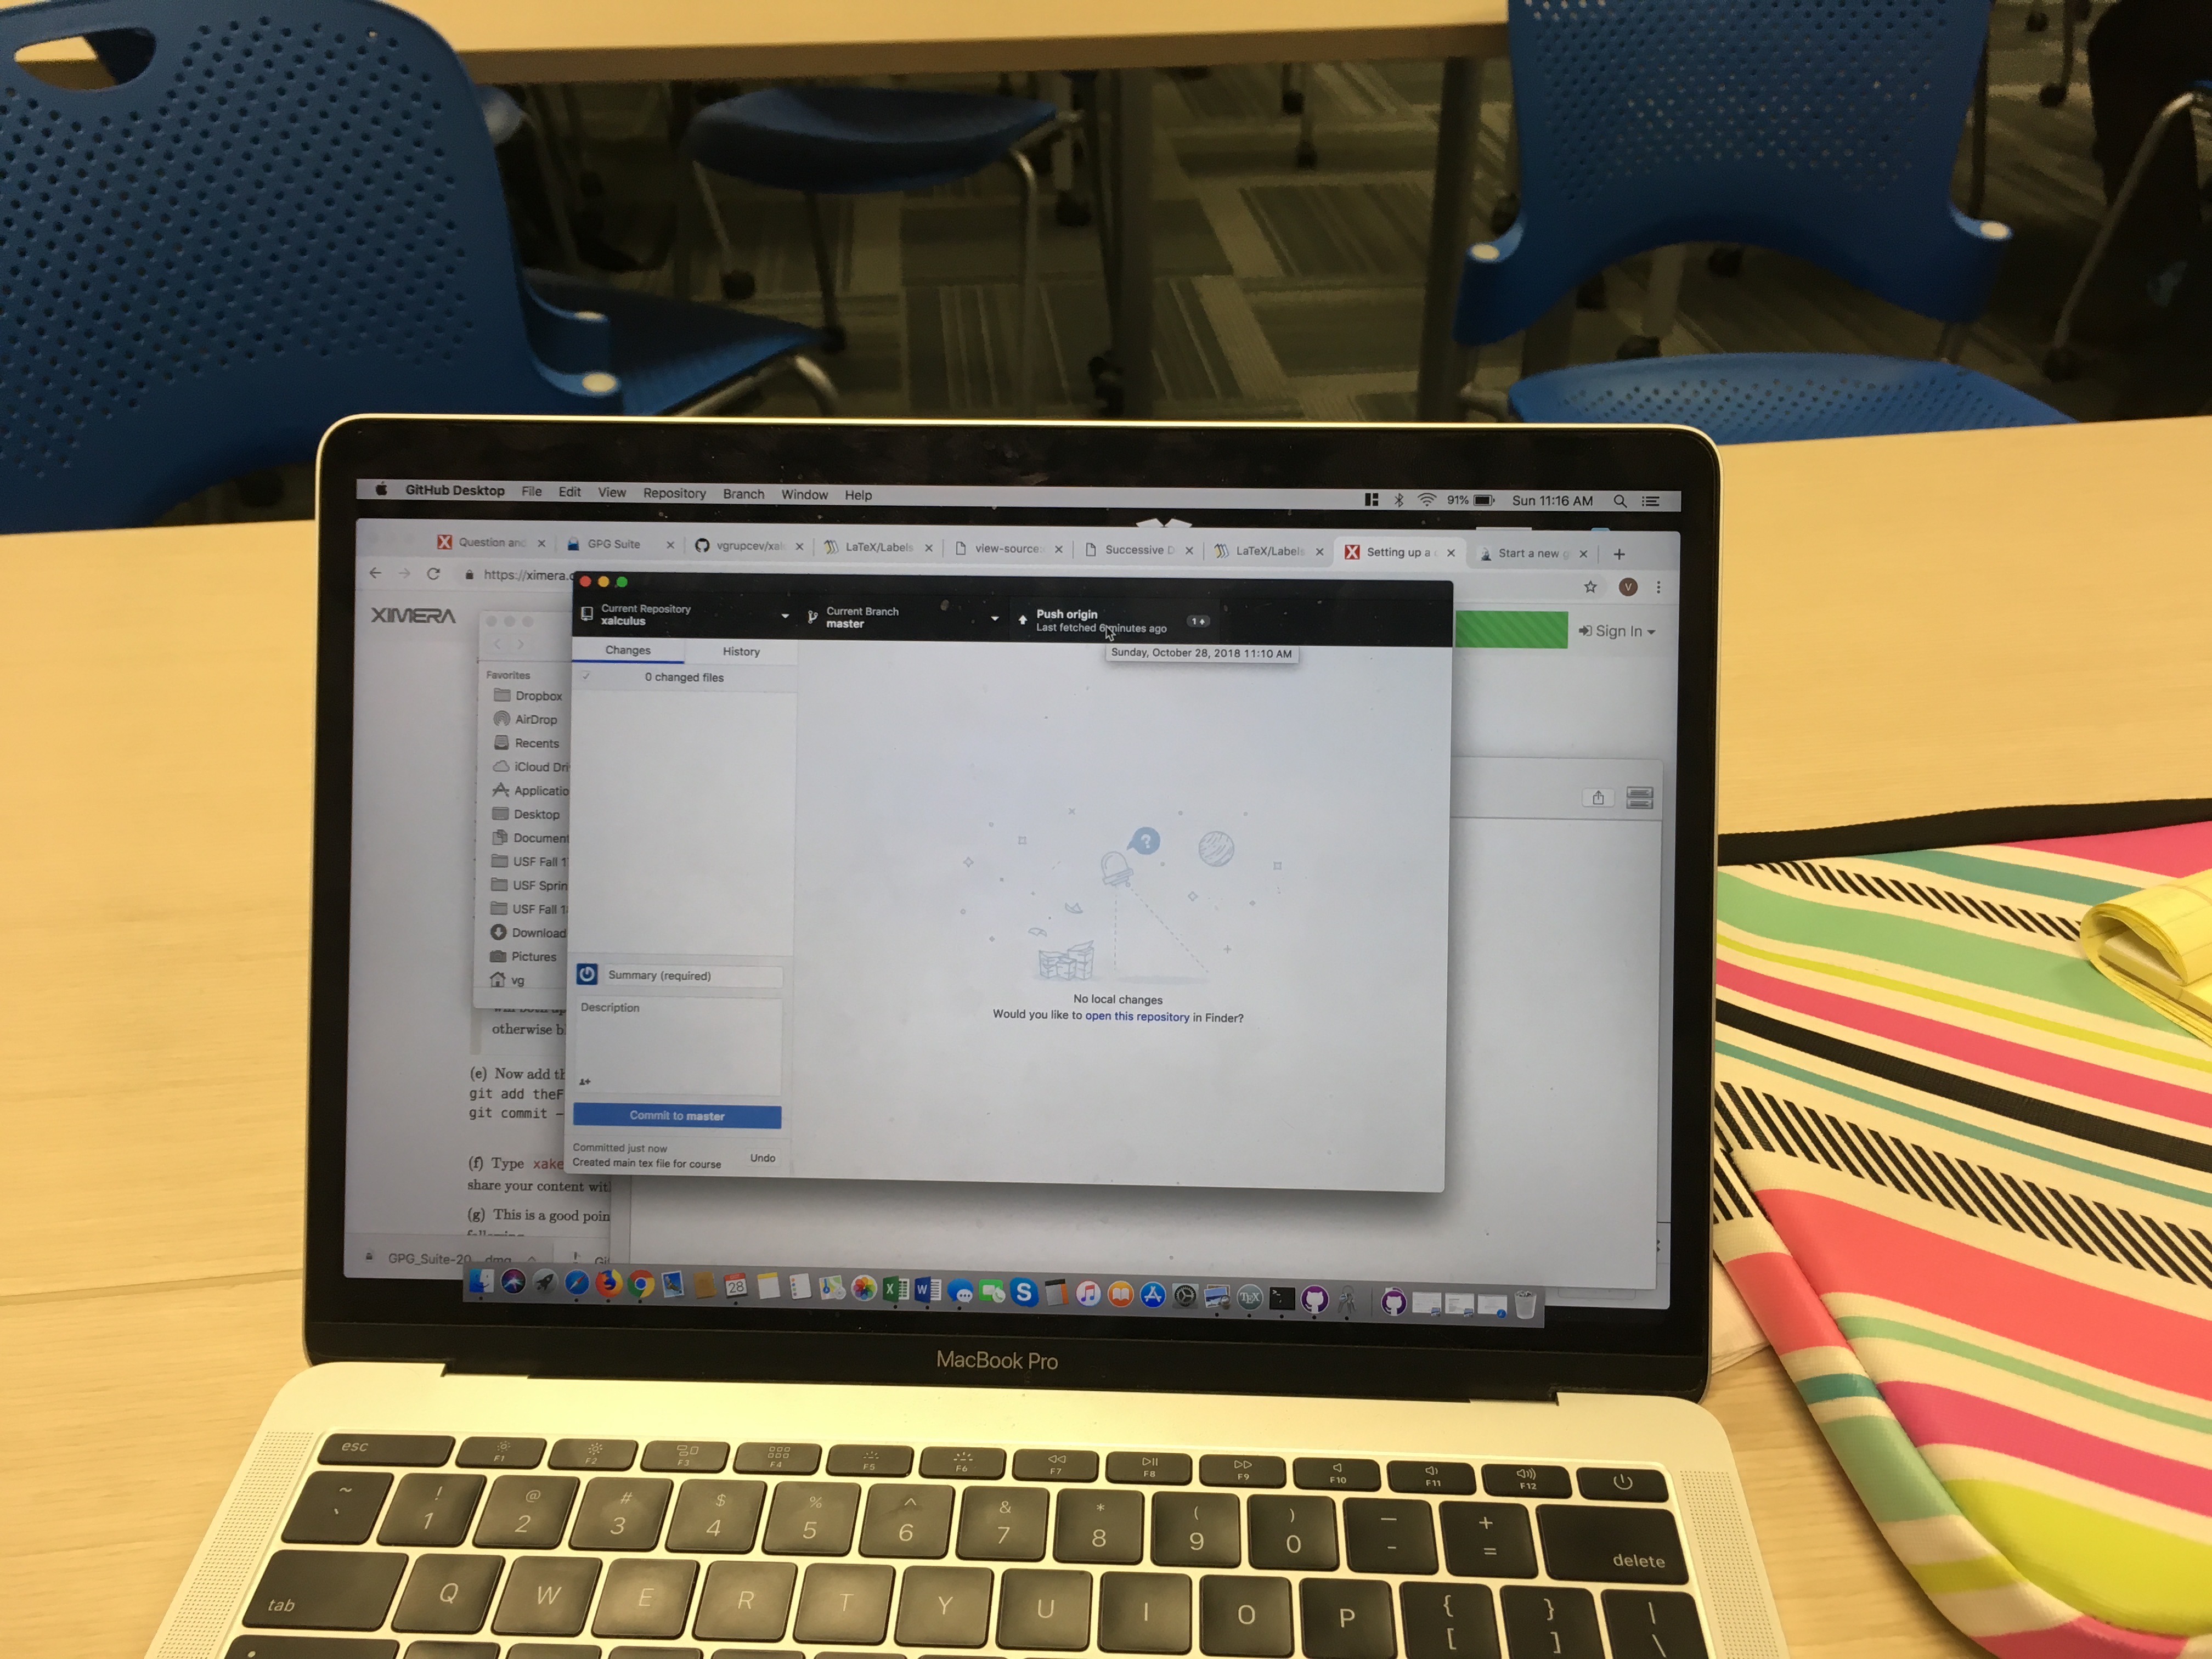 GitHub Desktop File Edit View Repository Branch Window Help 91% Sun 11:16 AM
Question and GPG Suite vgrupcev/xal LaTeX/Labels view-source: Successive D LaTeX/Labels Setting up a Start a new
https://ximera.
XIMERA
Sign In
Current Repository
xalculus
Current Branch
master
Push origin
Last fetched 6 minutes ago
1
Sunday, October 28, 2018 11:10 AM
Changes History
0 changed files
Favorites
Dropbox
AirDrop
Recents
iCloud Dri
Applicatio
Desktop
Document
USF Fall 1
USF Sprin
USF Fall 1
Download
Pictures
vg
No local changes
Would you like to open this repository in Finder?
Summary (required)
Description
Commit to master
Committed just now
Created main tex file for course
Undo
otherwise b
(e) Now add th
git add theF
git commit -
(f) Type xake
share your content wit
(g) This is a good poin
following
GPG_Suite-20....dmg Gi
28
TEX
MacBook Pro
esc F1 F2 F3 F4 F5 F6 F7 F8 F9 F10 F11 F12
~ ! @ # $ % ^ & * ( ) — +
` 1 2 3 4 5 6 7 8 9 0 - = delete
tab Q W E R T Y U I O P { [ } ] | \